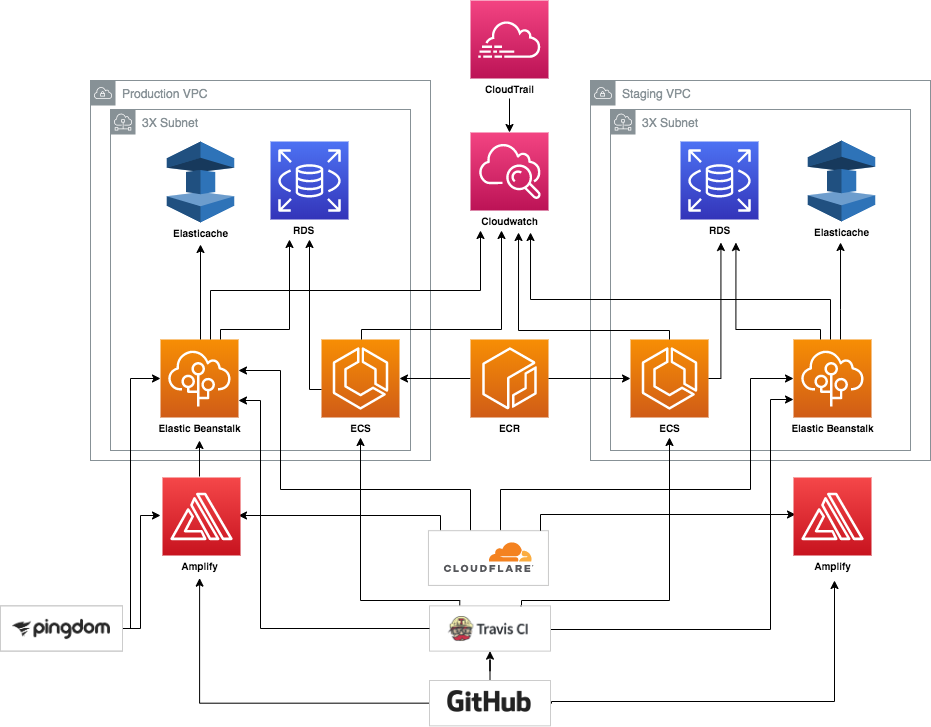 CloudTrail
Production VPC
Staging VPC
3X Subnet
3X Subnet
Cloudwatch
Elasticache
RDS
RDS
Elasticache
Elastic Beanstalk
ECS
ECR
ECS
Elastic Beanstalk
CLOUDFLARE
Amplify
Amplify
pingdom
Travis CI
GitHub